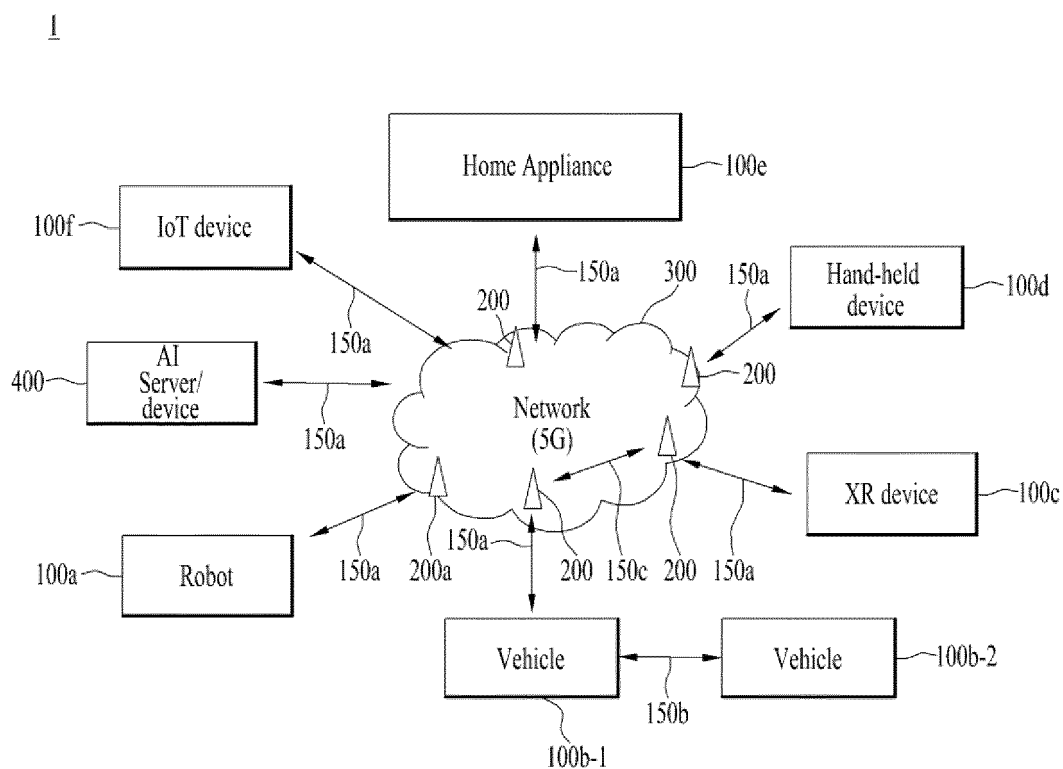 1
Home Appliance
100e
IoT device
100f
150a
300
150a
Hand-held
device
100d
200
150a
AI
Server/
device
400
200
150a
Network
(5G)
XR device
100c
150a
150a
Robot
100a
150a
200a
200
150c
200
150a
Vehicle
Vehicle
100b-2
150b
100b-1